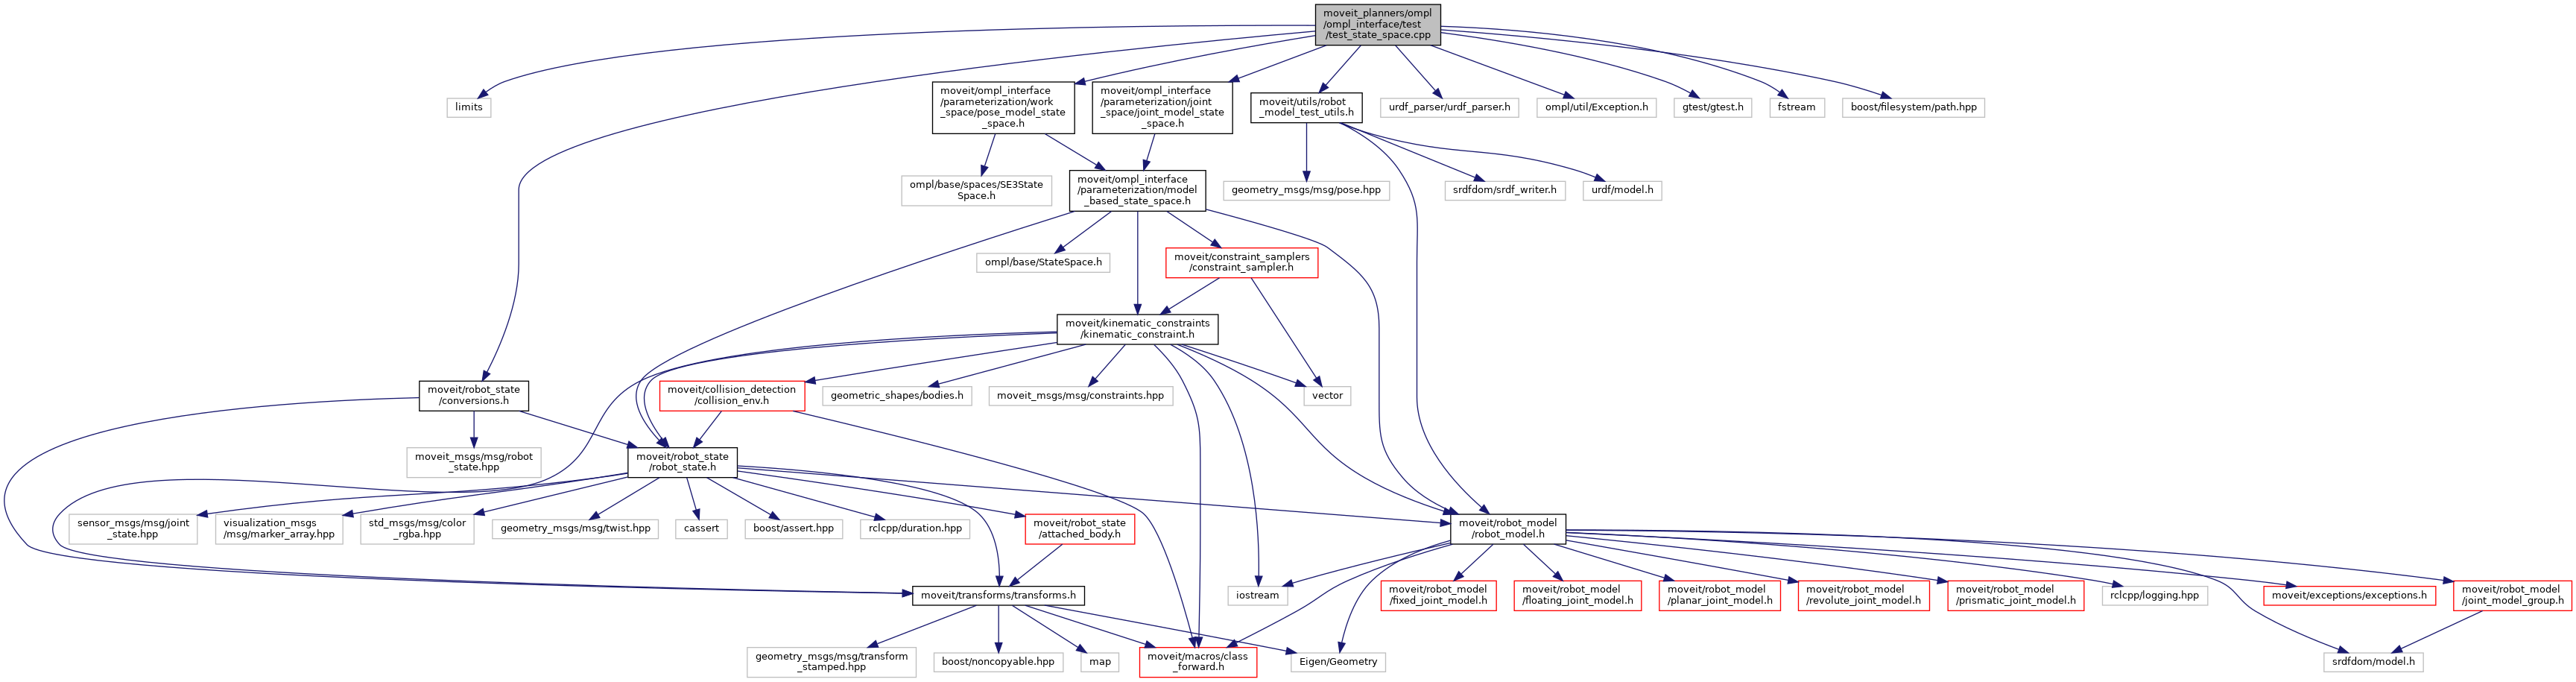 moveit_planners/ompl
/ompl_interface/test
/test_state_space.cpp
limits
moveit/ompl_interface
/parameterization/work
_space/pose_model_state
_space.h
moveit/ompl_interface
/parameterization/joint
_space/joint_model_state
_space.h
moveit/utils/robot
_model_test_utils.h
urdf_parser/urdf_parser.h
ompl/util/Exception.h
gtest/gtest.h
fstream
boost/filesystem/path.hpp
ompl/base/spaces/SE3State
Space.h
moveit/ompl_interface
/parameterization/model
_based_state_space.h
geometry_msgs/msg/pose.hpp
srdfdom/srdf_writer.h
urdf/model.h
ompl/base/StateSpace.h
moveit/constraint_samplers
/constraint_sampler.h
moveit/kinematic_constraints
/kinematic_constraint.h
moveit/robot_state
/conversions.h
moveit/collision_detection
/collision_env.h
geometric_shapes/bodies.h
moveit_msgs/msg/constraints.hpp
vector
moveit_msgs/msg/robot
_state.hpp
moveit/robot_state
/robot_state.h
sensor_msgs/msg/joint
_state.hpp
visualization_msgs
/msg/marker_array.hpp
std_msgs/msg/color
_rgba.hpp
geometry_msgs/msg/twist.hpp
cassert
boost/assert.hpp
rclcpp/duration.hpp
moveit/robot_state
/attached_body.h
moveit/robot_model
/robot_model.h
moveit/transforms/transforms.h
iostream
moveit/robot_model
/fixed_joint_model.h
moveit/robot_model
/floating_joint_model.h
moveit/robot_model
/planar_joint_model.h
moveit/robot_model
/revolute_joint_model.h
moveit/robot_model
/prismatic_joint_model.h
rclcpp/logging.hpp
moveit/exceptions/exceptions.h
moveit/robot_model
/joint_model_group.h
geometry_msgs/msg/transform
_stamped.hpp
boost/noncopyable.hpp
map
moveit/macros/class
_forward.h
Eigen/Geometry
srdfdom/model.h